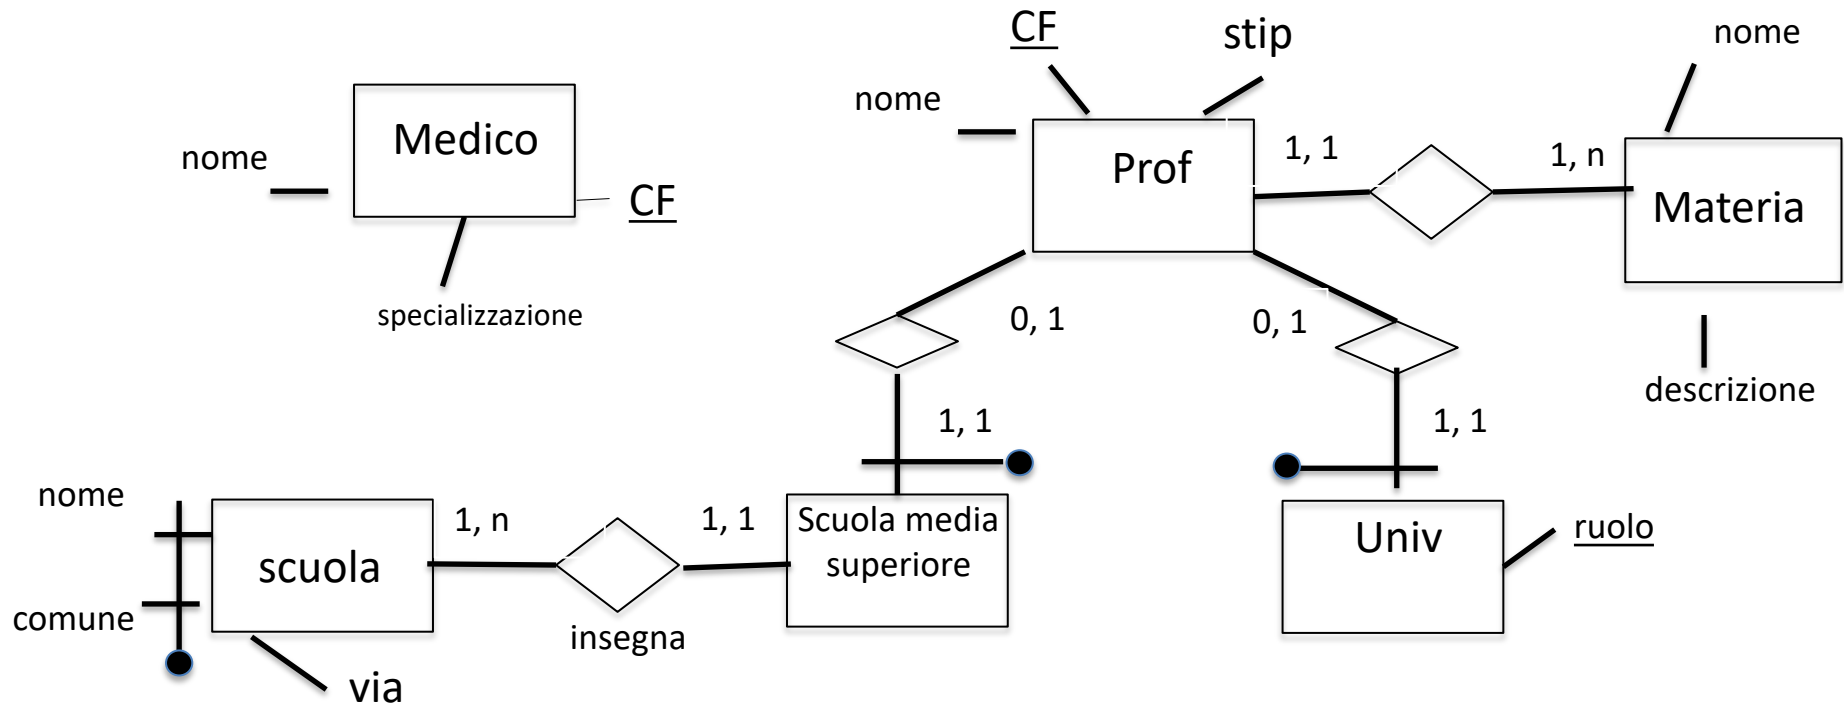 CF
stip
nome
nome
Medico
nome
CF
specializzazione
Prof
1, 1
1, n
Materia
descrizione
0, 1
0, 1
1, 1
1, 1
nome
comune
scuola
via
1, n
1, 1
insegna
Scuola media
superiore
Univ
ruolo